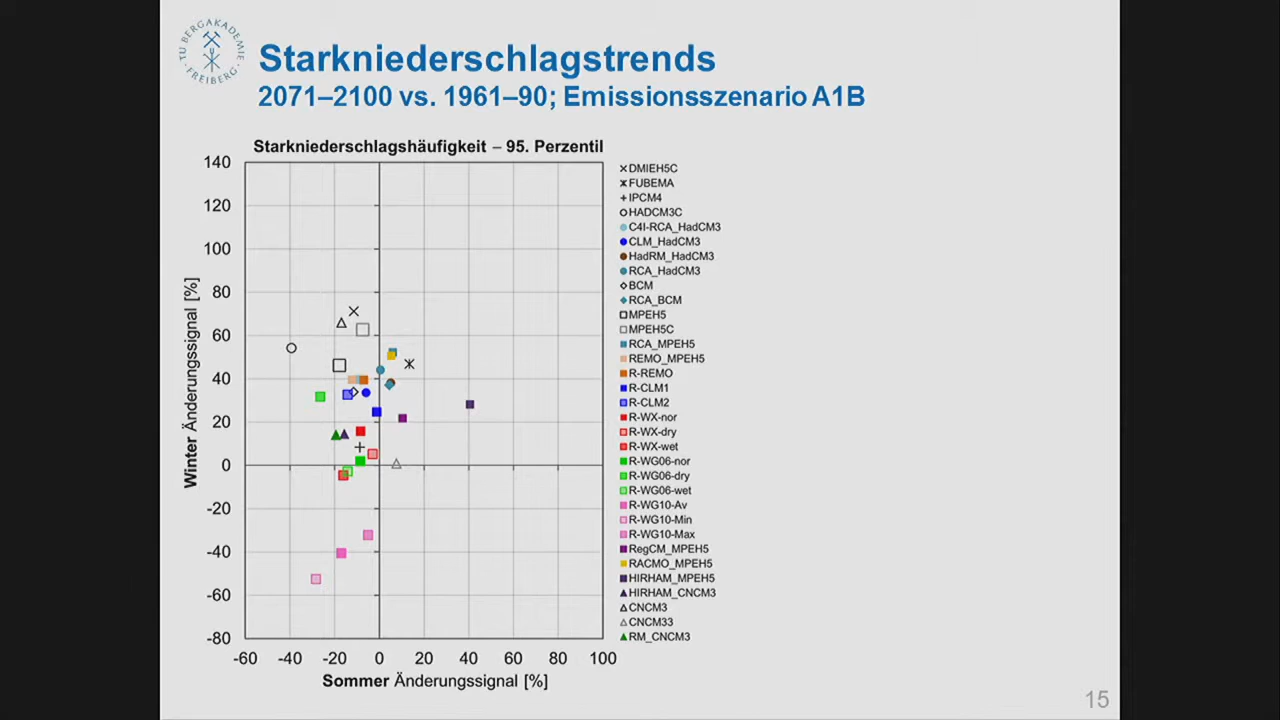 TU BERGAKADEMIE
FREIBERG
Starkniederschlagstrends
2071–2100 vs. 1961–90; Emissionsszenario A1B
Starkniederschlagshäufigkeit – 95. Perzentil
140
120
100
80
60
40
20
0
-20
-40
-60
-80
Winter Änderungssignal [%]
-60 -40 -20 0 20 40 60 80 100
Sommer Änderungssignal [%]
DMIEH5C
FUBEMA
IPCM4
HADCM3C
C4I-RCA_HadCM3
CLM_HadCM3
HadRM_HadCM3
RCA_HadCM3
BCM
RCA_BCM
MPEH5
MPEH5C
RCA_MPEH5
REMO_MPEH5
R-REMO
R-CLM1
R-CLM2
R-WX-nor
R-WX-dry
R-WX-wet
R-WG06-nor
R-WG06-dry
R-WG06-wet
R-WG10-Av
R-WG10-Min
R-WG10-Max
RegCM_MPEH5
RACMO_MPEH5
HIRHAM_MPEH5
HIRHAM_CNCM3
CNCM3
CNCM33
RM_CNCM3
15